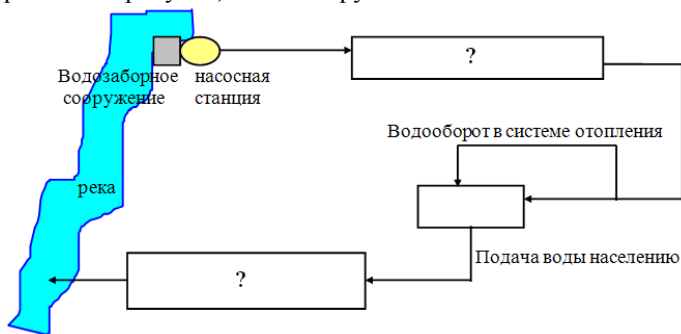 ?
Водозаборное насосная
сооружение станция
Водооборот в системе отопления
река
Подача воды населению
?